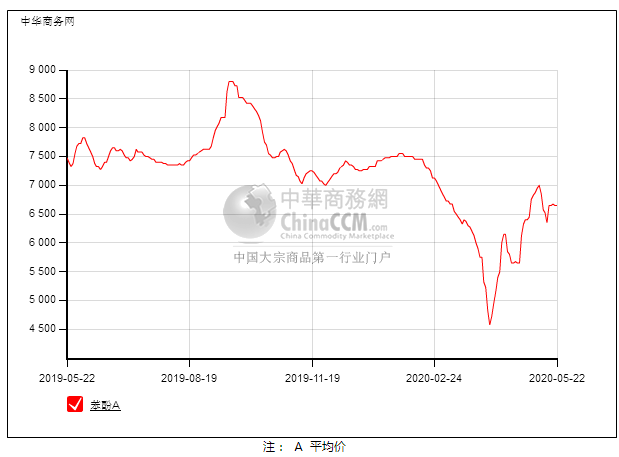 中华商务网
9 000
8 500
8 000
7 500
7 000
6 500
6 000
5 500
5 000
4 500
中華商務網
ChinaCCM.com
China Commodity Marketplace
中国大宗商品第一行业门户
2019-05-22 2019-08-19 2019-11-19 2020-02-24 2020-05-22
苯酚A
注： A 平均价